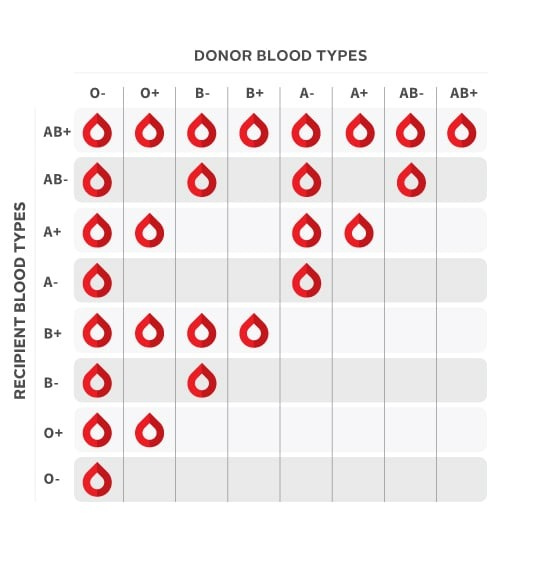 DONOR BLOOD TYPES
O- O+ B- B+ A- A+ AB- AB+
RECIPIENT BLOOD TYPES
AB+
AB-
A+
A-
B+
B-
O+
O-